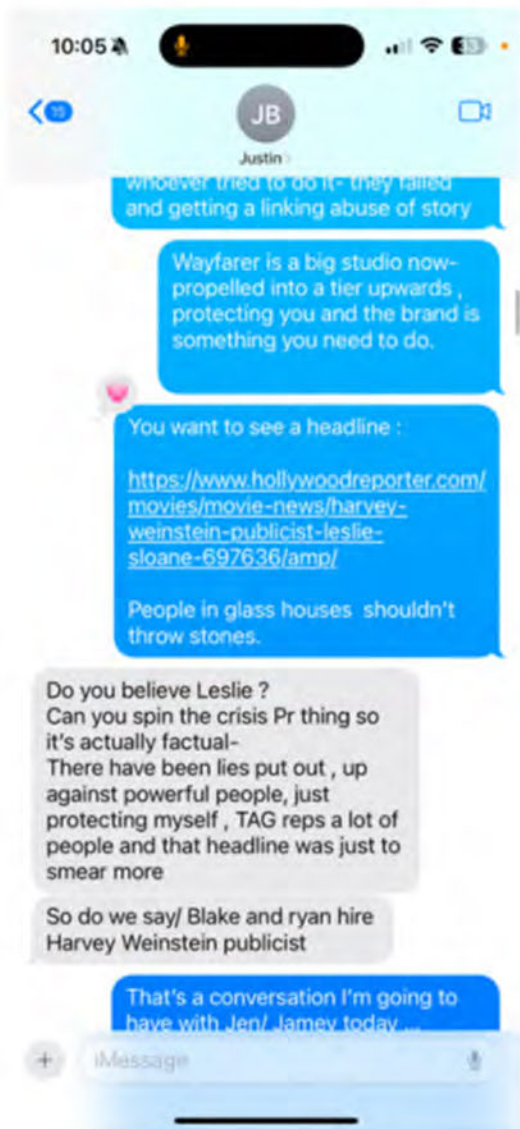 10:05
33
15
JB
Justin
whoever tried to do it- they failed
and getting a linking abuse of story
Wayfarer is a big studio now-
propelled into a tier upwards ,
protecting you and the brand is
something you need to do.
You want to see a headline :
https://www.hollywoodreporter.com/
movies/movie-news/harvey-
weinstein-publicist-leslie-
sloane-697636/amp/
People in glass houses shouldn't
throw stones.
Do you believe Leslie ?
Can you spin the crisis Pr thing so
it's actually factual-
There have been lies put out , up
against powerful people, just
protecting myself , TAG reps a lot of
people and that headline was just to
smear more
So do we say/ Blake and ryan hire
Harvey Weinstein publicist
That's a conversation I'm going to
have with Jen/ Jamey today ...
iMessage